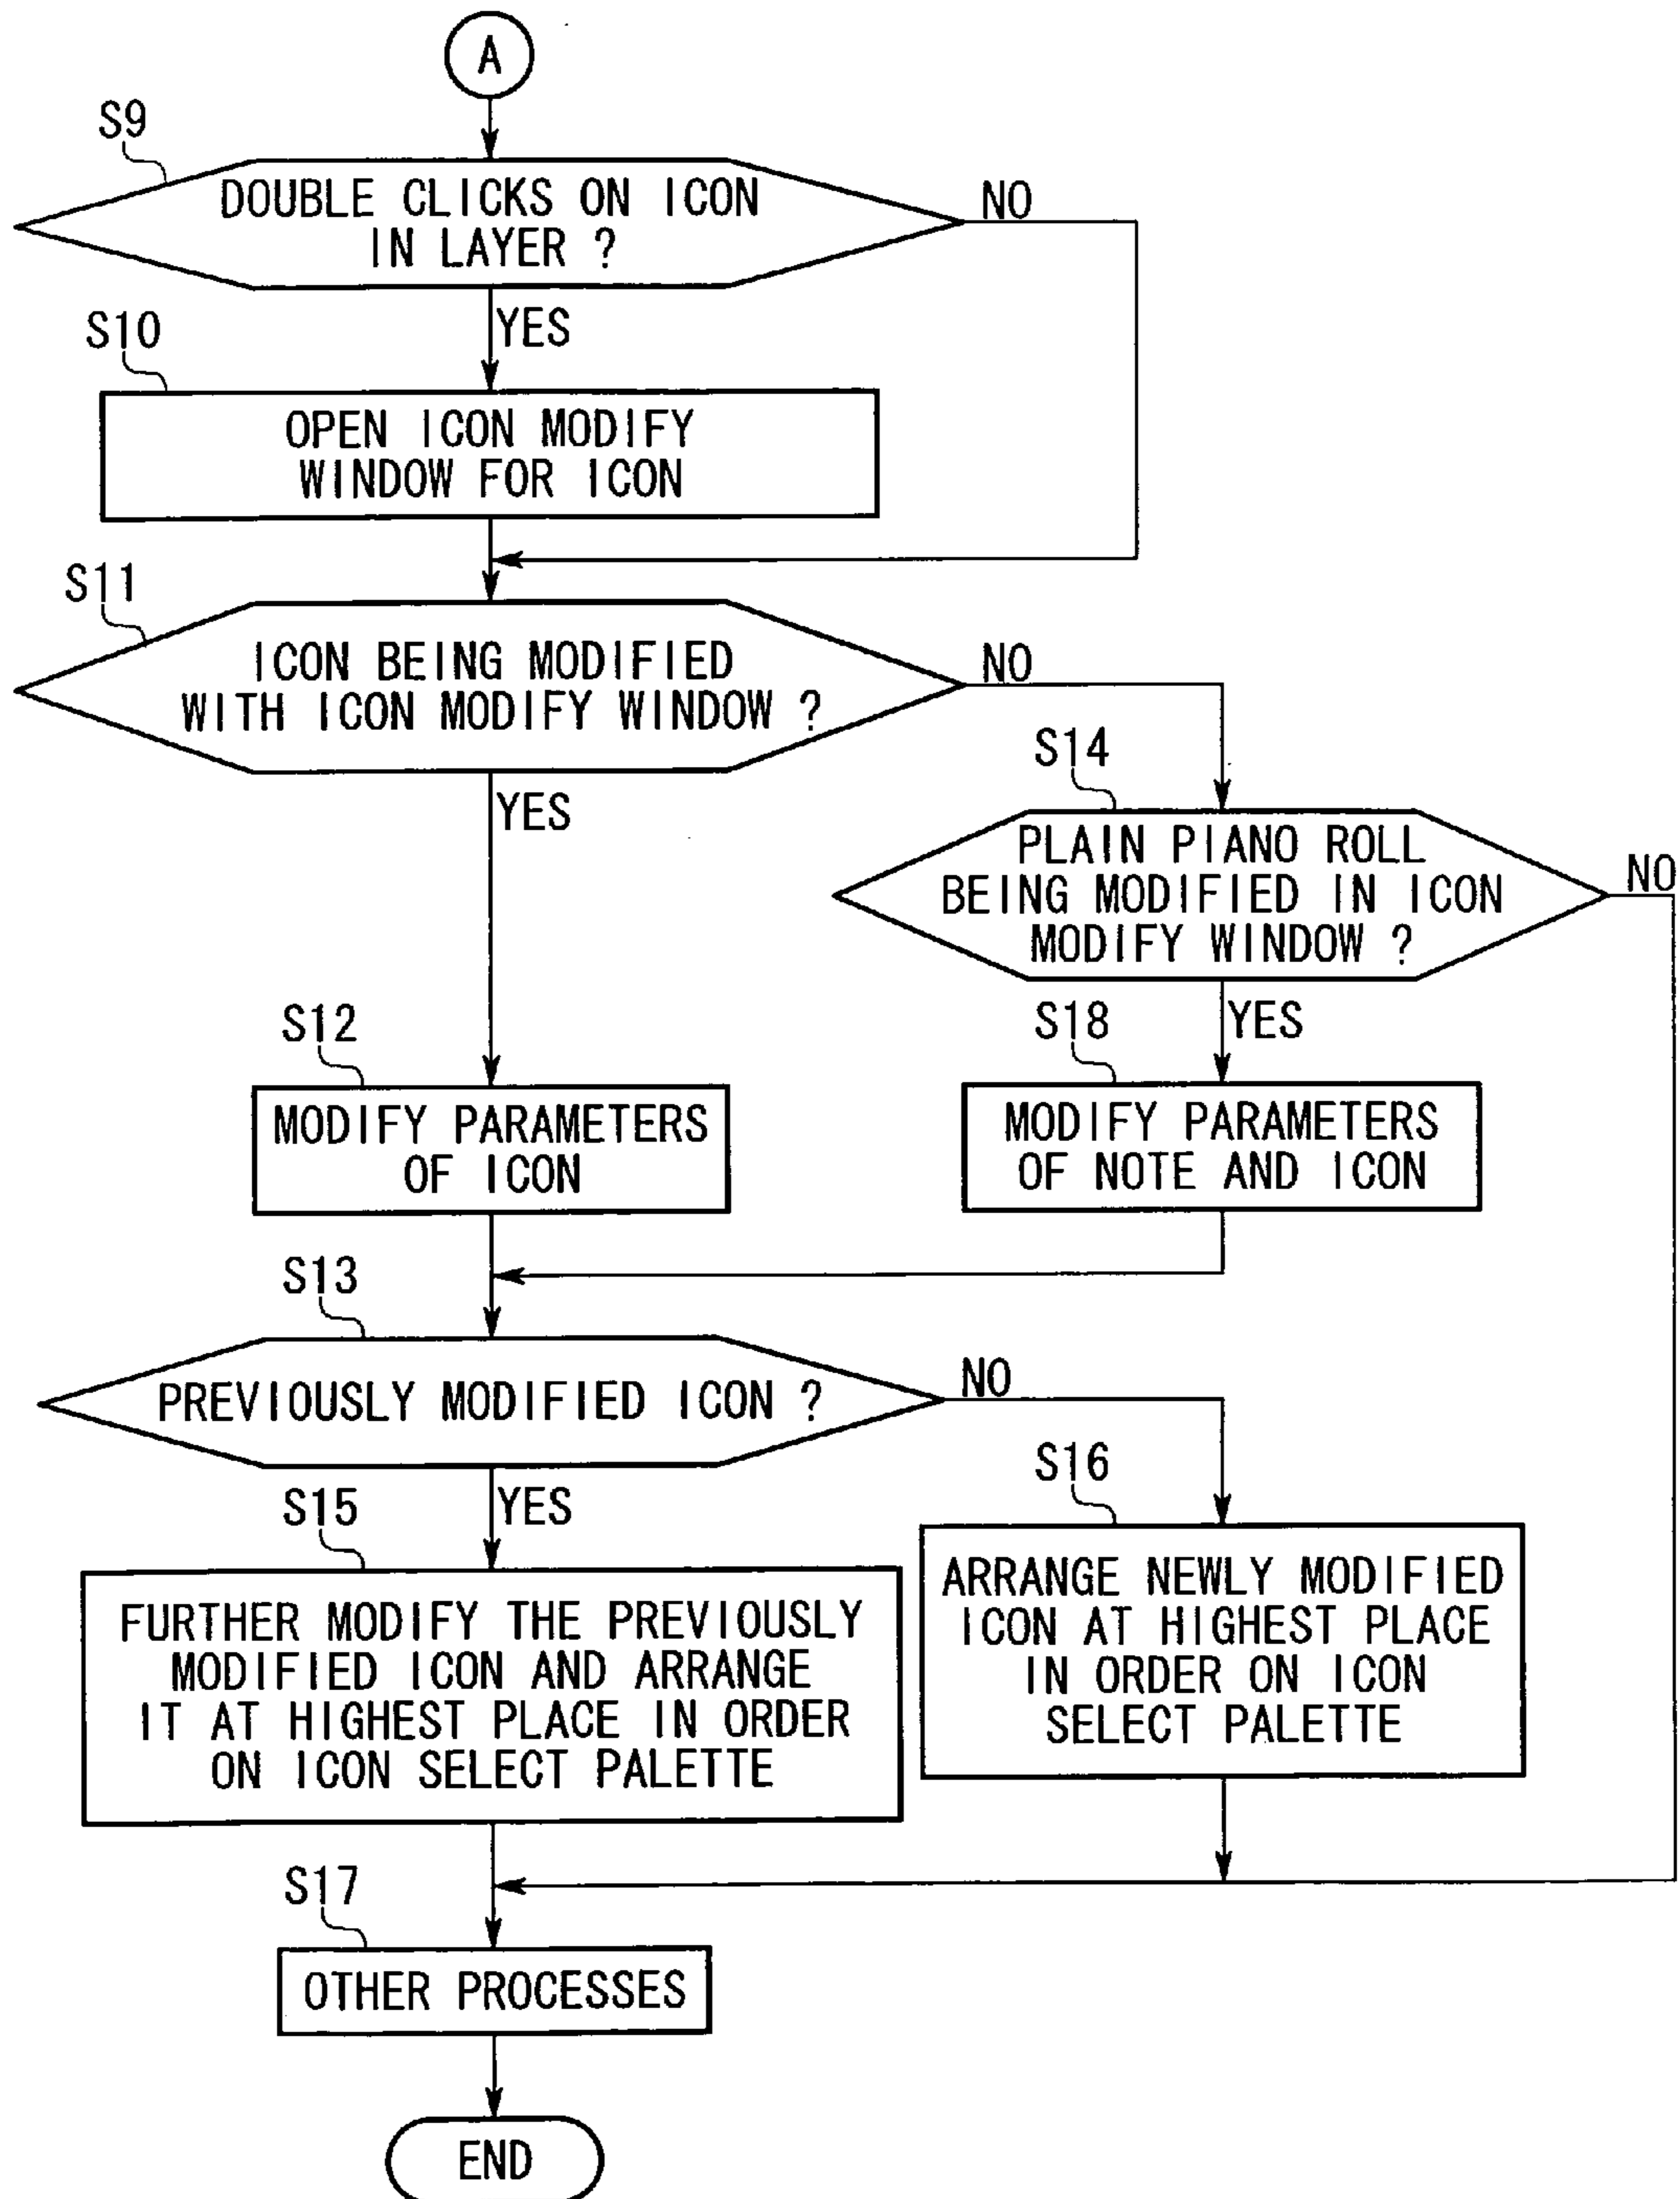 A
S9
DOUBLE CLICKS ON ICON
IN LAYER ?
NO
YES
S10
OPEN ICON MODIFY
WINDOW FOR ICON
S11
ICON BEING MODIFIED
WITH ICON MODIFY WINDOW ?
NO
YES
S14
PLAIN PIANO ROLL
BEING MODIFIED IN ICON
MODIFY WINDOW ?
NO
YES
S12
MODIFY PARAMETERS
OF ICON
S18
MODIFY PARAMETERS
OF NOTE AND ICON
S13
PREVIOUSLY MODIFIED ICON ?
NO
YES
S15
FURTHER MODIFY THE PREVIOUSLY
MODIFIED ICON AND ARRANGE
IT AT HIGHEST PLACE IN ORDER
ON ICON SELECT PALETTE
S16
ARRANGE NEWLY MODIFIED
ICON AT HIGHEST PLACE
IN ORDER ON ICON
SELECT PALETTE
S17
OTHER PROCESSES
END